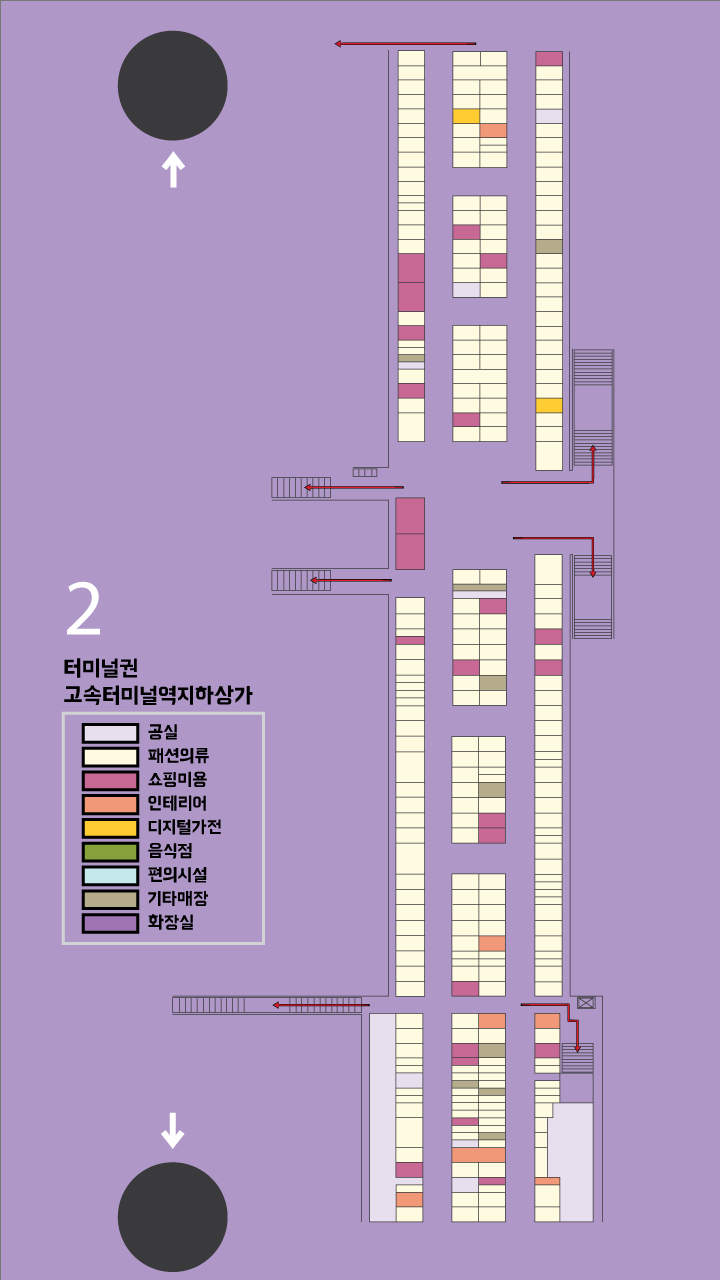 2
터미널권
고속터미널역지하상가
공실
패션의류
쇼핑미용
인테리어
디지털가전
음식점
편의시설
기타매장
화장실